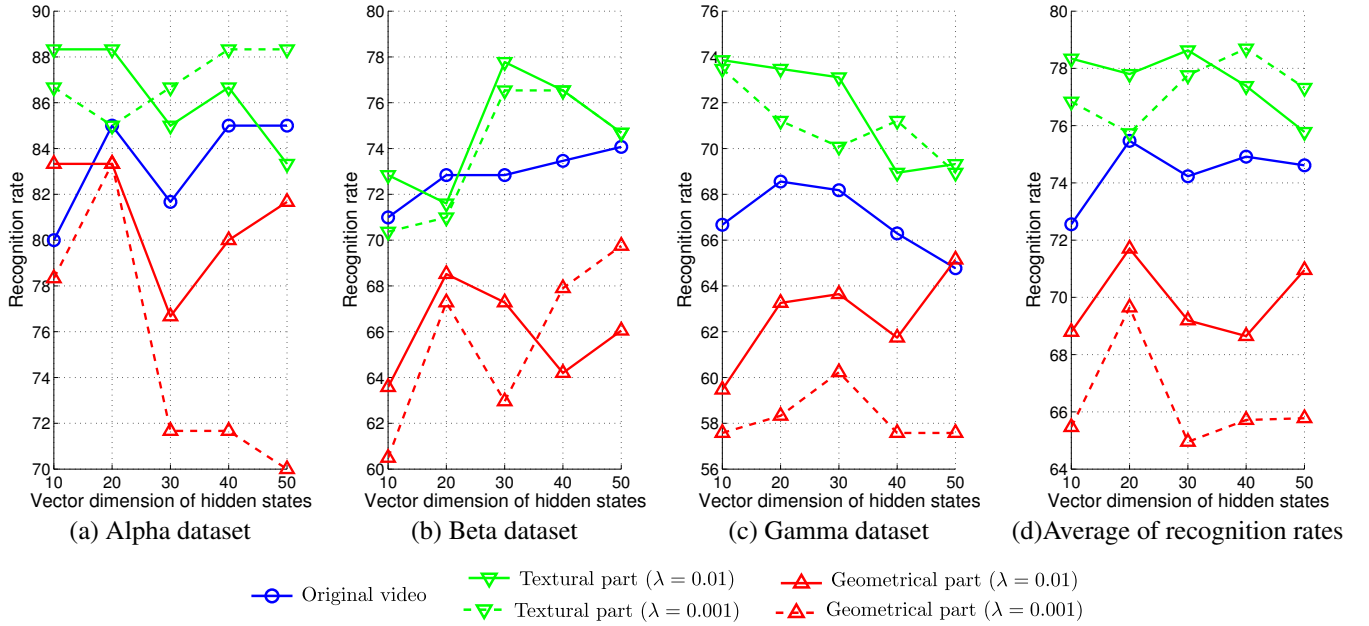 90
88
86
84
82
80
78
76
74
72
70
Recognition rate
10 20 30 40 50
Vector dimension of hidden states
(a) Alpha dataset
80
78
76
74
72
70
68
66
64
62
60
Recognition rate
10 20 30 40 50
Vector dimension of hidden states
(b) Beta dataset
76
74
72
70
68
66
64
62
60
58
56
Recognition rate
10 20 30 40 50
Vector dimension of hidden states
(c) Gamma dataset
80
78
76
74
72
70
68
66
64
Recognition rate
10 20 30 40 50
Vector dimension of hidden states
(d)Average of recognition rates
Original video
Textural part (λ = 0.01)
Textural part (λ = 0.001)
Geometrical part (λ = 0.01)
Geometrical part (λ = 0.001)